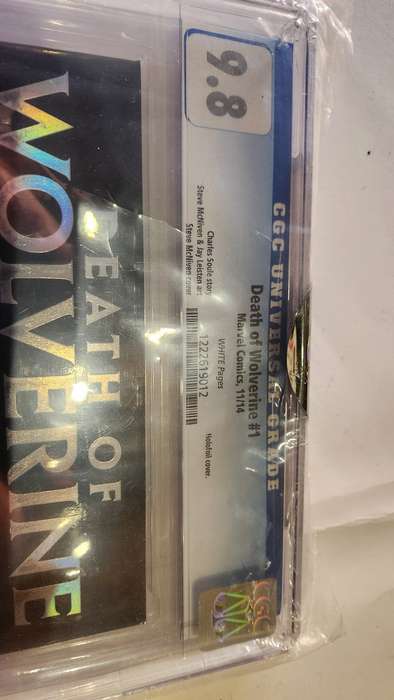 CGC UNIVERSAL GRADE
9.8
Death of Wolverine #1
Marvel Comics, 11/14
Charles Soule story
Steve McNiven & Jay Leisten art
Steve McNiven cover
WHITE Pages
Holofoil cover.
1222619012
CGC
DEATH OF
WOLVERINE